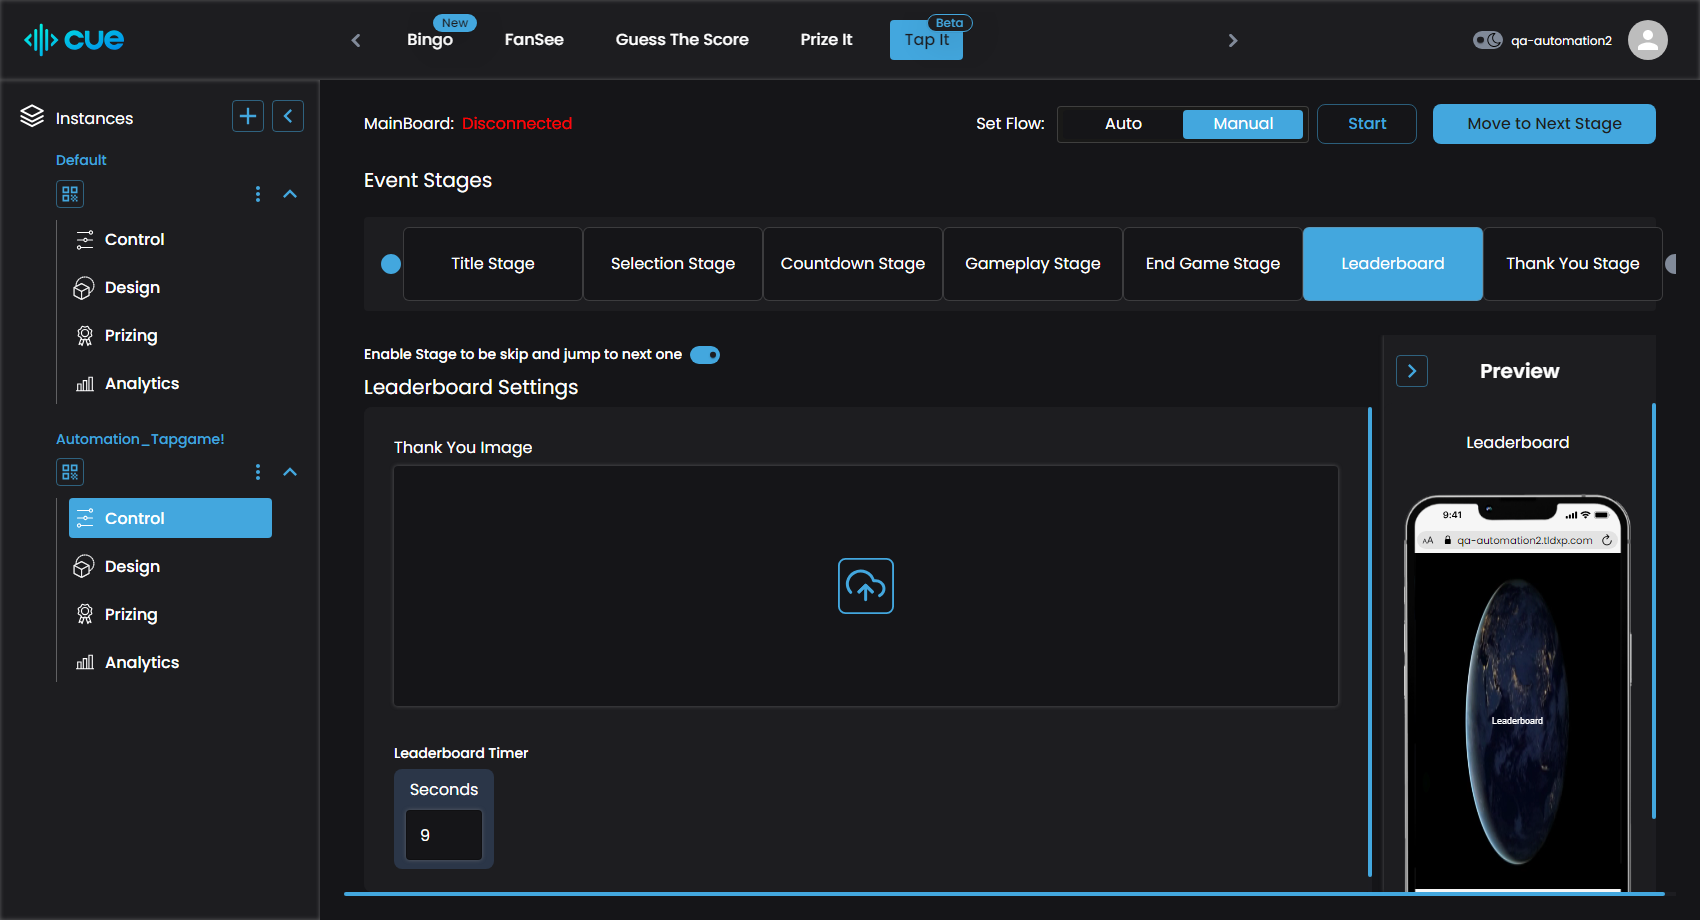 cue
New
Bingo
FanSee
Guess The Score
Prize It
Beta
Tap It
qa-automation2
Instances
Default
Control
Design
Prizing
Analytics
Automation_Tapgame!
Control
Design
Prizing
Analytics
MainBoard: Disconnected
Set Flow:
Auto
Manual
Start
Move to Next Stage
Event Stages
Title Stage
Selection Stage
Countdown Stage
Gameplay Stage
End Game Stage
Leaderboard
Thank You Stage
Enable Stage to be skip and jump to next one
Leaderboard Settings
Thank You Image
Leaderboard Timer
Seconds
9
Preview
Leaderboard
9:41
AA
qa-automation2.tldxp.com
Leaderboard